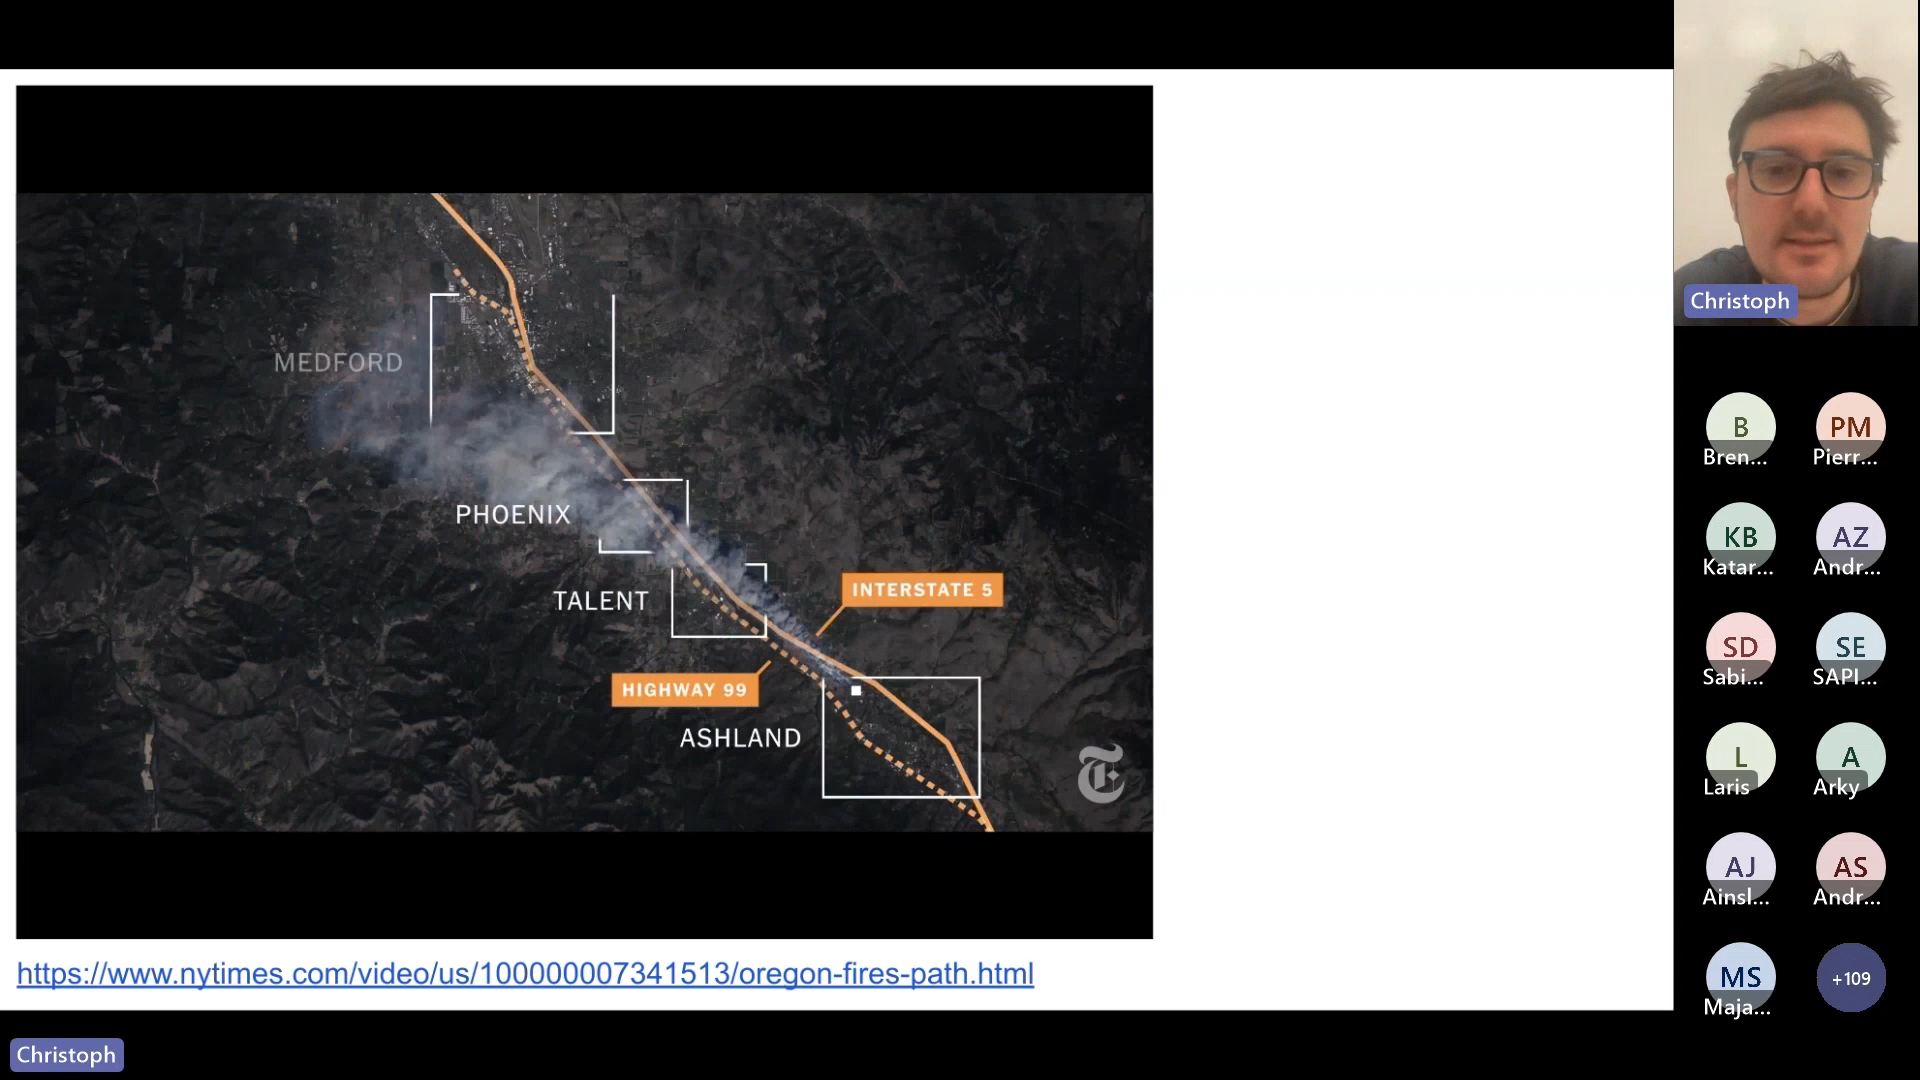 MEDFORD
PHOENIX
TALENT
INTERSTATE 5
HIGHWAY 99
ASHLAND
T
https://www.nytimes.com/video/us/100000007341513/oregon-fires-path.html
Christoph
Christoph
B
Bren...
PM
Pierr...
KB
Katar...
AZ
Andr...
SD
Sabi...
SE
SAPI...
L
Laris
A
Arky
AJ
Ainsl...
AS
Andr...
MS
Maja...
+109